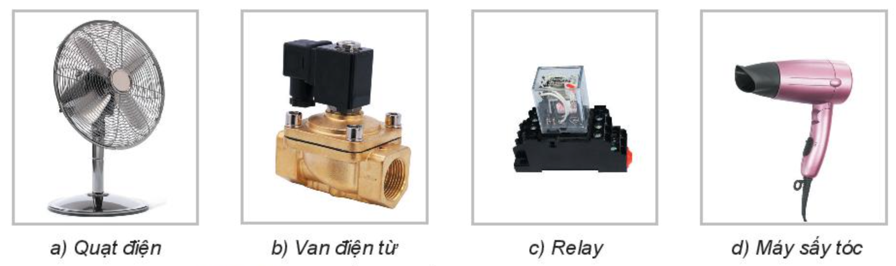 a) Quạt điện
b) Van điện từ
c) Relay
d) Máy sấy tóc